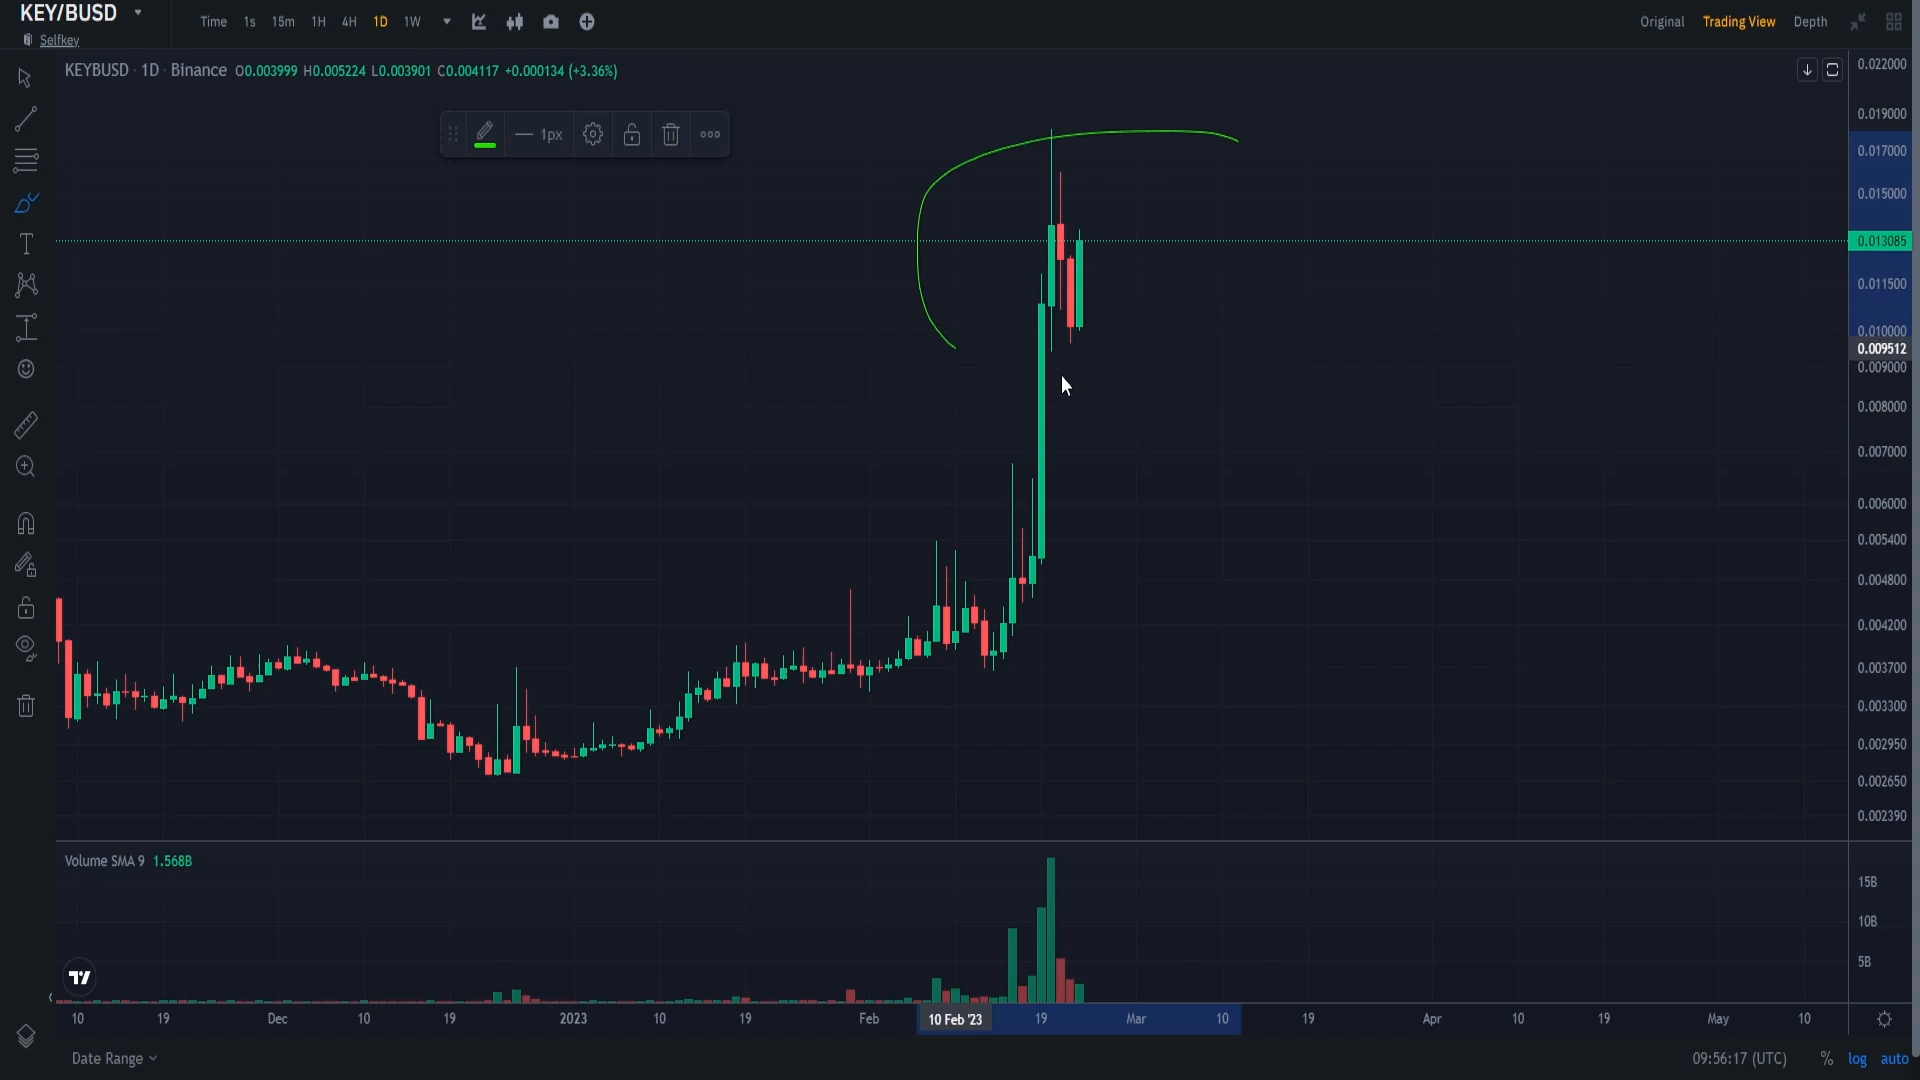 KEY/BUSD
Time 1s 15m 1H 4H 1D 1W
Original Trading View Depth
Selfkey
KEYBUSD · 1D · Binance O0.003999 H0.005224 L0.003901 C0.004117 +0.000134 (+3.36%)
1px
T
0.022000
0.019000
0.017000
0.015000
0.013085
0.011500
0.010000
0.009512
0.009000
0.008000
0.007000
0.006000
0.005400
0.004800
0.004200
0.003700
0.003300
0.002950
0.002650
0.002390
Volume SMA 9 1.568B
15B
10B
5B
10 19 Dec 10 19 2023 10 19 Feb 10 Feb '23 19 Mar 10 19 Apr 10 19 May 10
Date Range
09:56:17 (UTC) % log auto